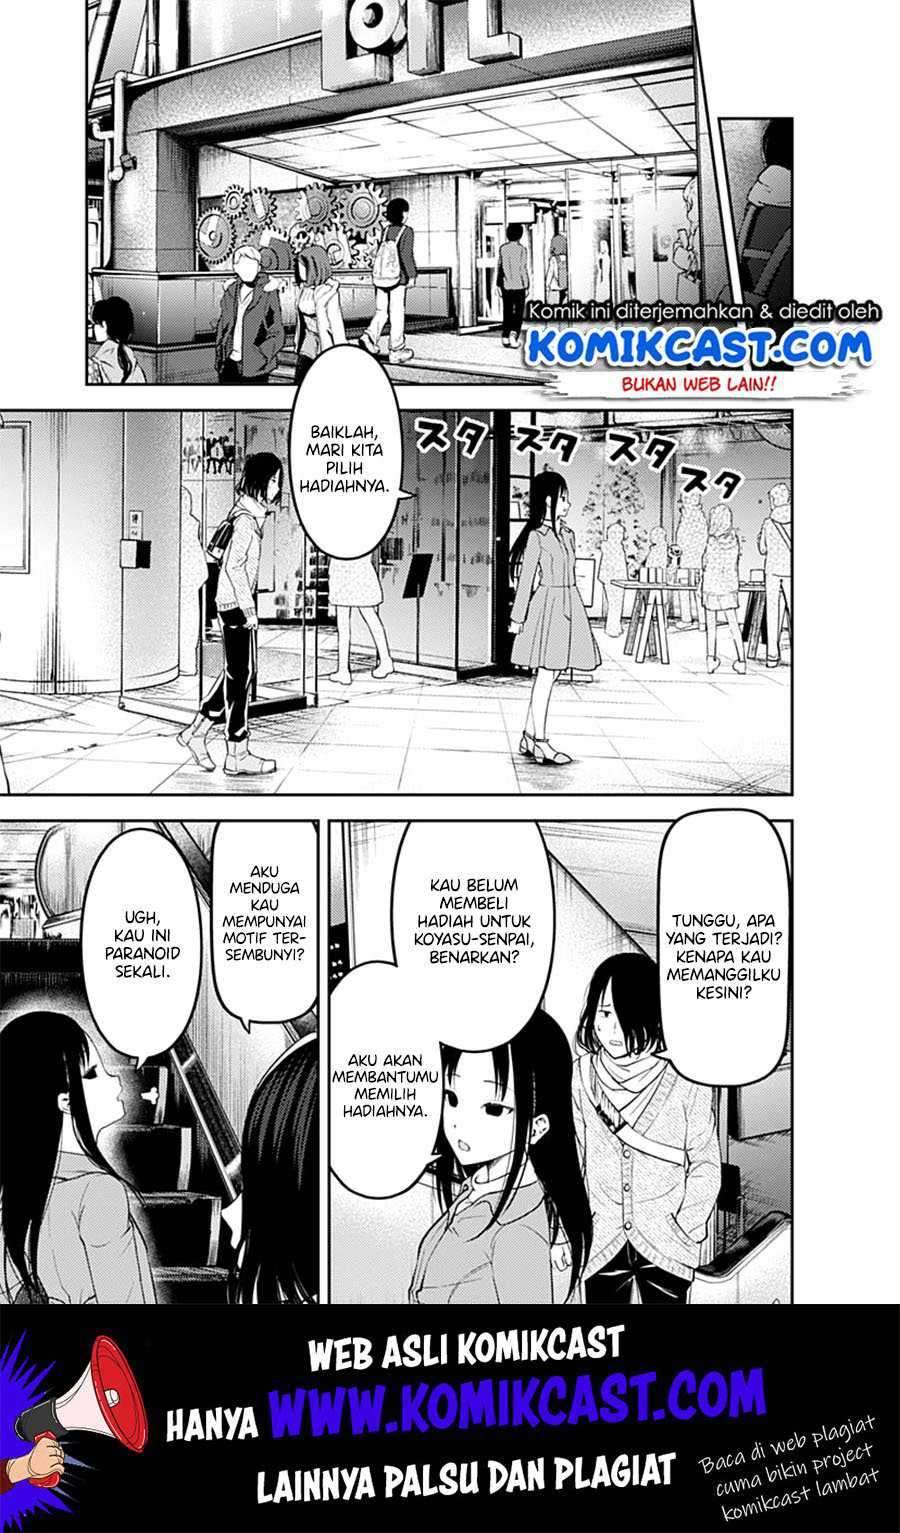 Komik ini diterjemahkan & diedit oleh
KOMIKCAST.COM
BUKAN WEB LAIN!!
BAIKLAH,
MARI KITA
PILIH
HADIAHNYA.
スタ スタ スタ スタ
TUNGGU, APA
YANG TERJADI?
KENAPA KAU
MEMANGGILKU
KESINI?
KAU BELUM
MEMBELI
HADIAH UNTUK
KOYASU-SENPAI,
BENARKAN?
AKU AKAN
MEMBANTUMU
MEMILIH
HADIAHNYA.
AKU
MENDUGA
KAU
MEMPUNYAI
MOTIF TER-
SEMBUNYI?
UGH,
KAU INI
PARANOID
SEKALI.
WEB ASLI KOMIKCAST
HANYA WWW.KOMIKCAST.COM
LAINNYA PALSU DAN PLAGIAT
Baca di web plagiat
cuma bikin project
komikcast lambat